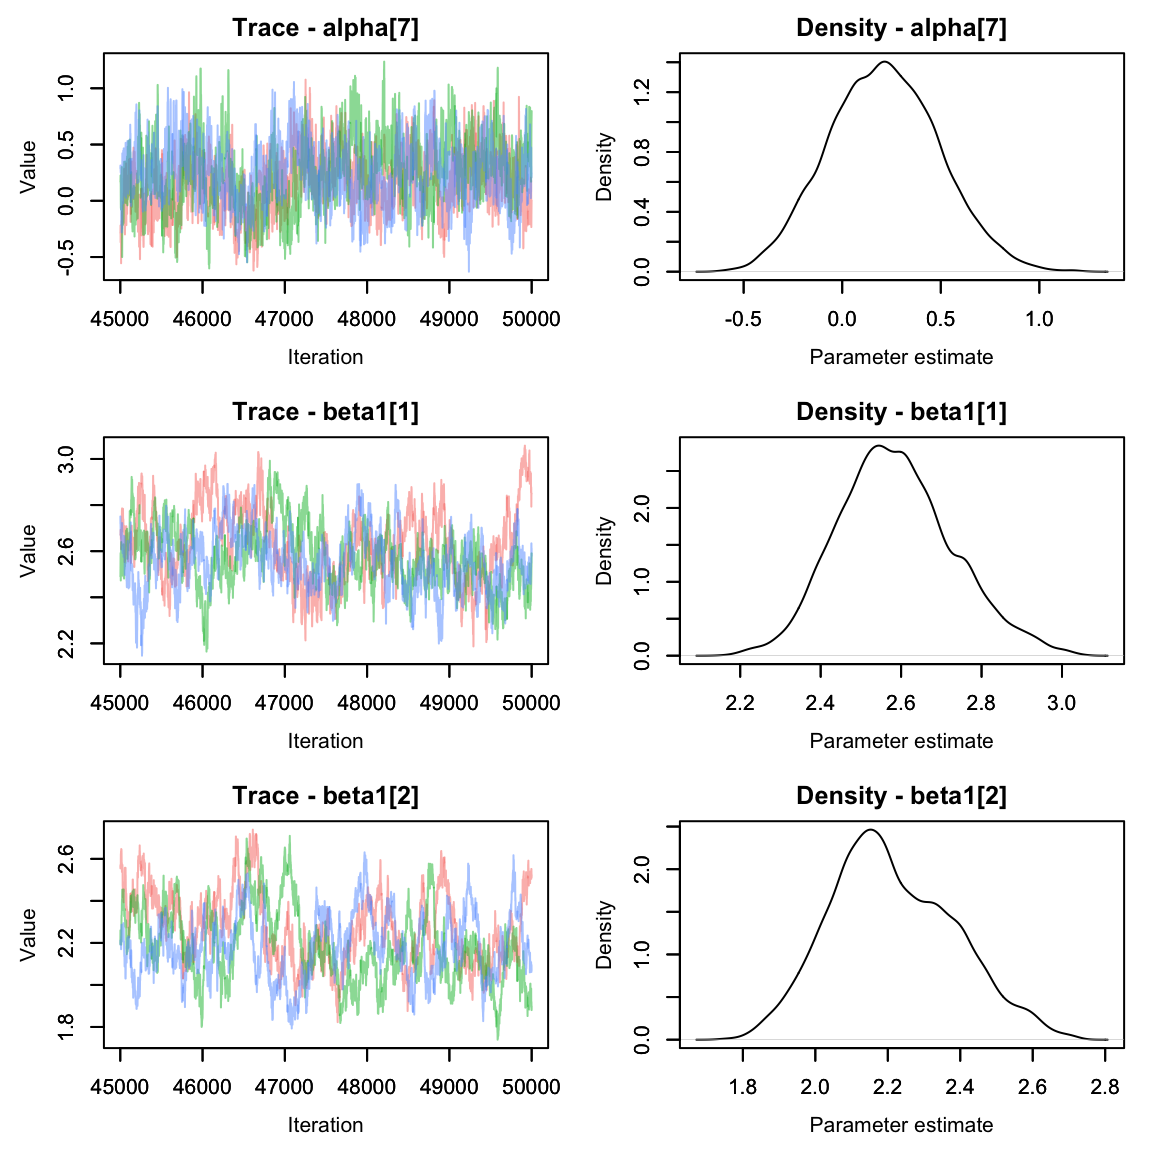 Trace - alpha[7]
Value
-0.5 0.0 0.5 1.0
45000 46000 47000 48000 49000 50000
Iteration
Density - alpha[7]
Density
0.0 0.4 0.8 1.2
-0.5 0.0 0.5 1.0
Parameter estimate
Trace - beta1[1]
Value
2.2 2.6 3.0
45000 46000 47000 48000 49000 50000
Iteration
Density - beta1[1]
Density
0.0 1.0 2.0
2.2 2.4 2.6 2.8 3.0
Parameter estimate
Trace - beta1[2]
Value
1.8 2.2 2.6
45000 46000 47000 48000 49000 50000
Iteration
Density - beta1[2]
Density
0.0 1.0 2.0
1.8 2.0 2.2 2.4 2.6 2.8
Parameter estimate